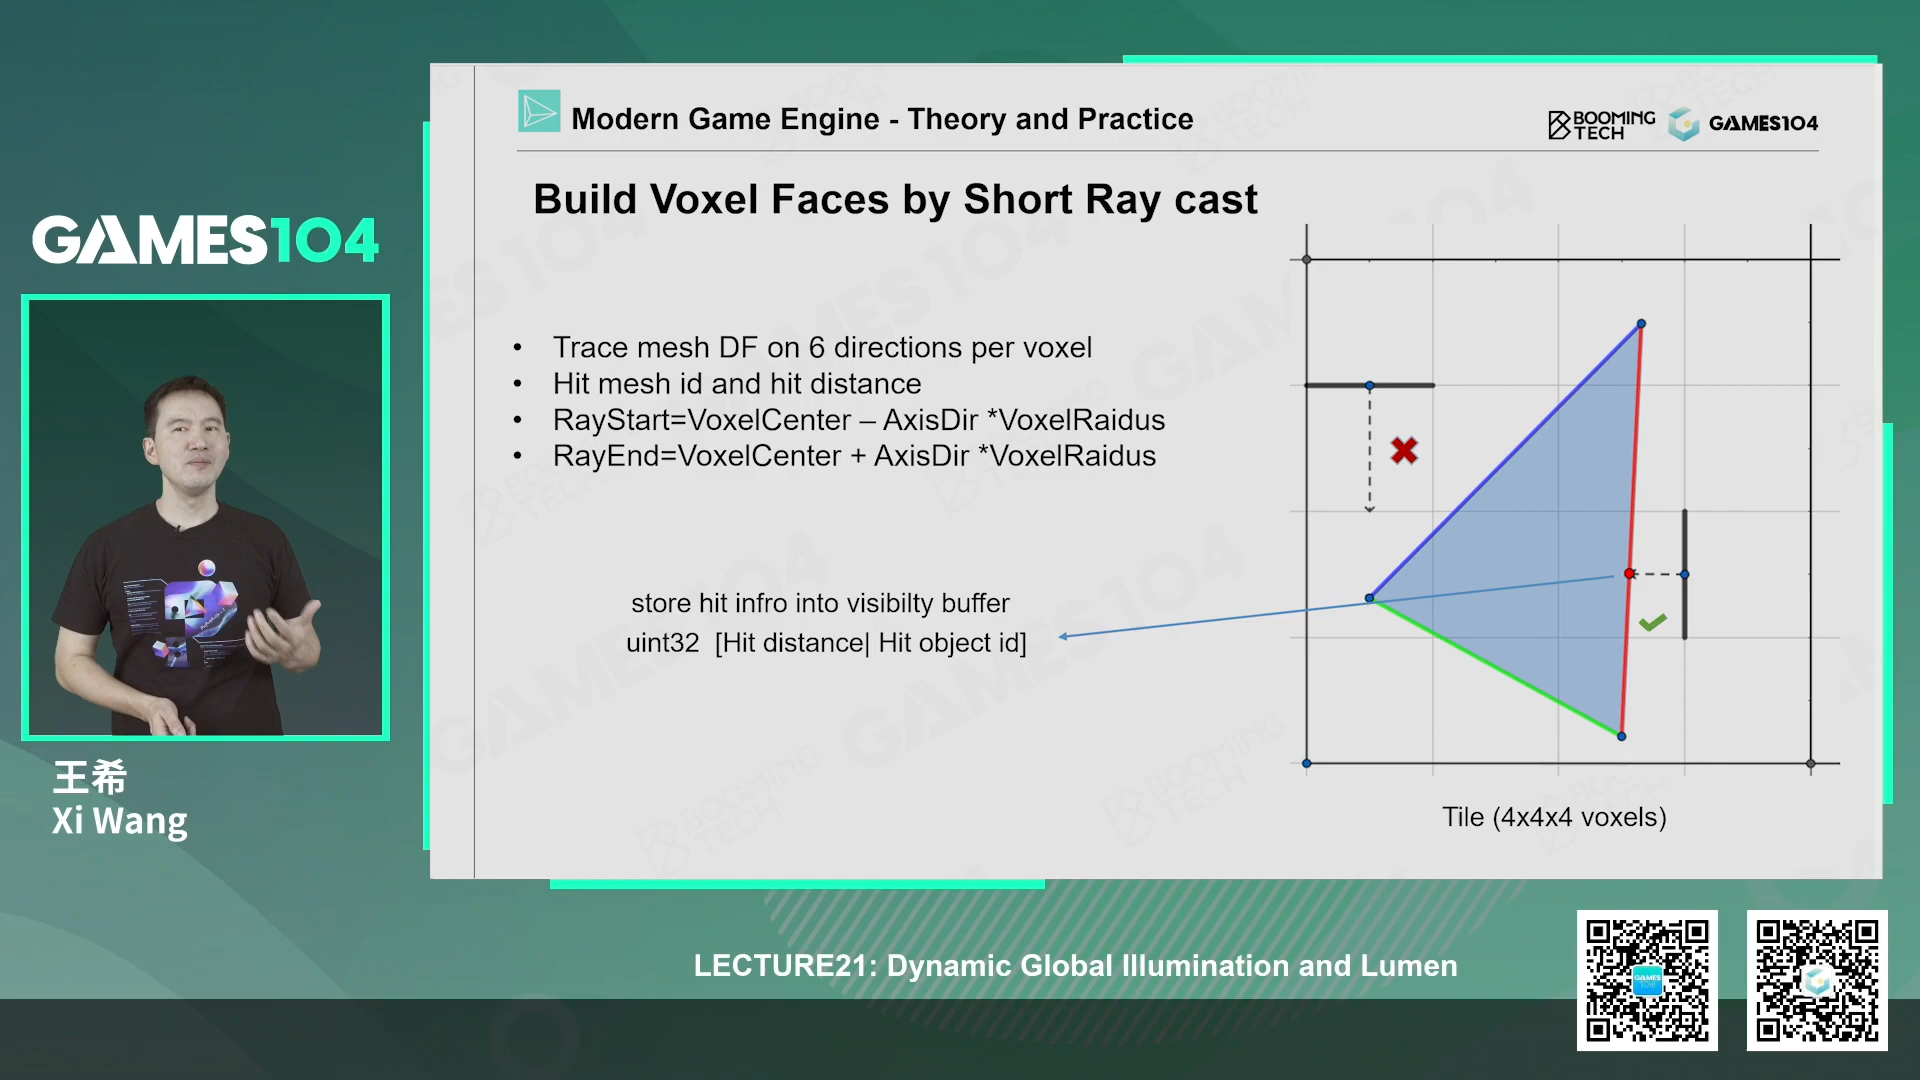 Modern Game Engine - Theory and Practice
BOOMING
TECH
GAMES104
Build Voxel Faces by Short Ray cast
GAMES104
• Trace mesh DF on 6 directions per voxel
• Hit mesh id and hit distance
• RayStart=VoxelCenter – AxisDir *VoxelRaidus
• RayEnd=VoxelCenter + AxisDir *VoxelRaidus
store hit infro into visibilty buffer
uint32 [Hit distance| Hit object id]
Tile (4x4x4 voxels)
王希
Xi Wang
LECTURE21: Dynamic Global Illumination and Lumen